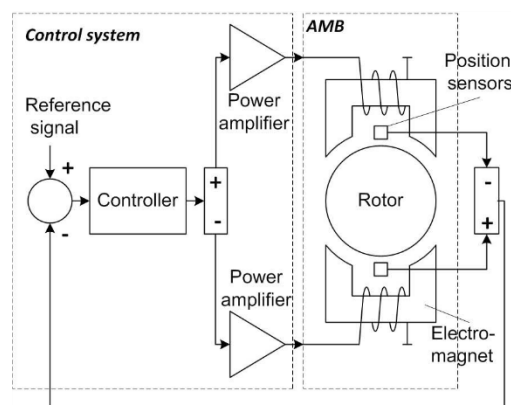 Control system
AMB
Position
sensors
Power
amplifier
Reference
signal
+
-
Controller
+
-
Rotor
-
+
Power
amplifier
Electro-
magnet